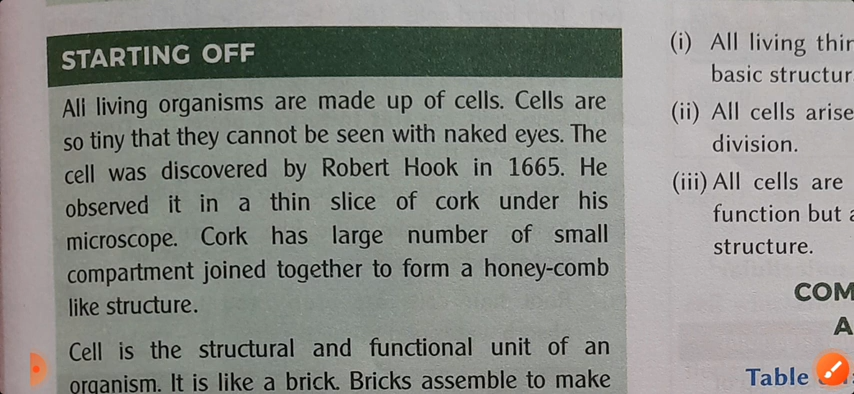 STARTING OFF
All living organisms are made up of cells. Cells are
so tiny that they cannot be seen with naked eyes. The
cell was discovered by Robert Hook in 1665. He
observed it in a thin slice of cork under his
microscope. Cork has large number of small
compartment joined together to form a honey-comb
like structure.
Cell is the structural and functional unit of an
organism. It is like a brick. Bricks assemble to make
(i) All living
basic
(ii) All cells arise
division.
(iii) All cells are
function but
structure.
Table